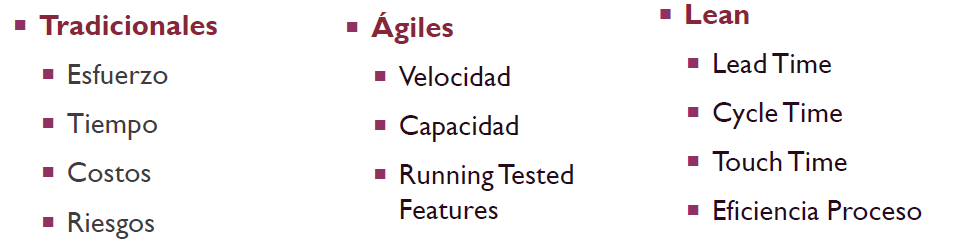 Tradicionales
Esfuerzo
Tiempo
Costos
Riesgos
Ágiles
Velocidad
Capacidad
Running Tested
Features
Lean
Lead Time
Cycle Time
Touch Time
Eficiencia Proceso